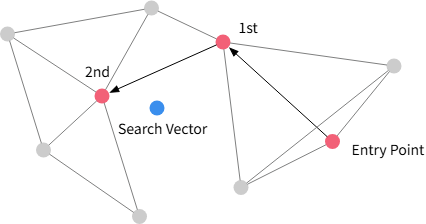 1st
2nd
Search Vector
Entry Point